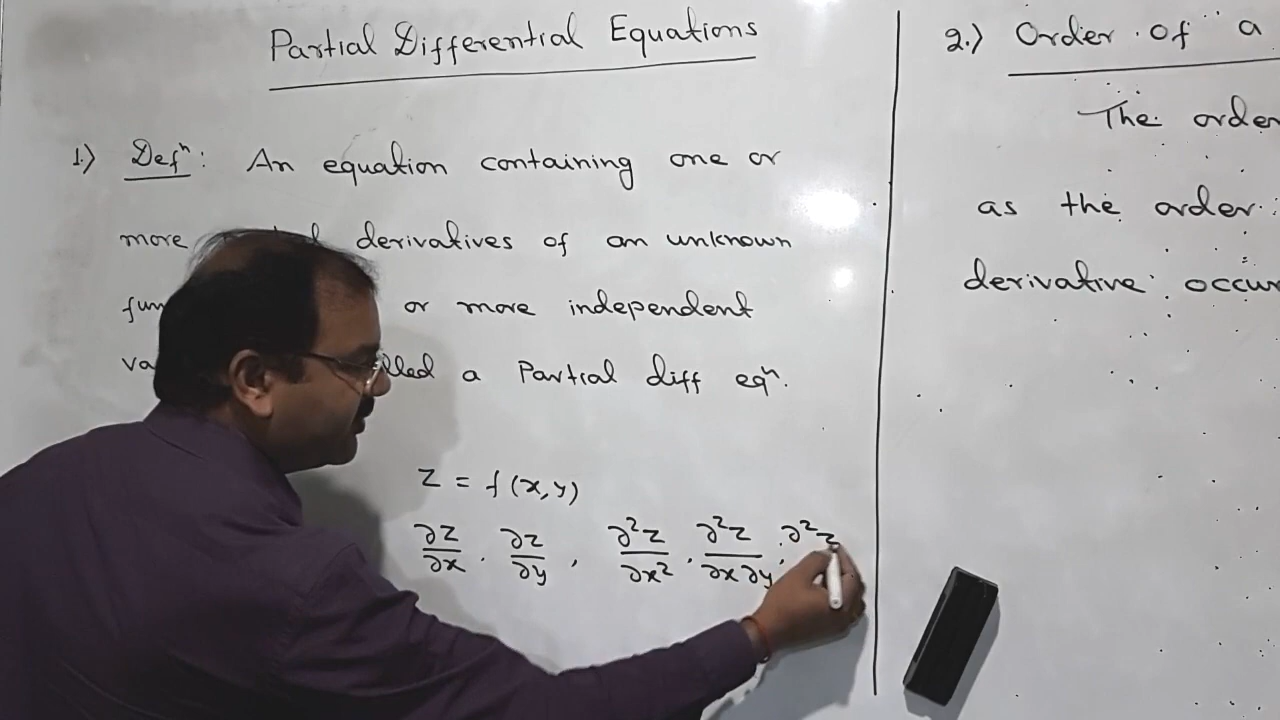 Partial Differential Equations
1.) Defⁿ: An equation containing one or
more derivatives of an unknown
or more independent
a Partial diff eqⁿ.
z = f(x,y)
∂z/∂x , ∂z/∂y , ∂²z/∂x² , ∂²z/∂x∂y , ∂²z
2.) Order of a
The order
as the order
derivative occur